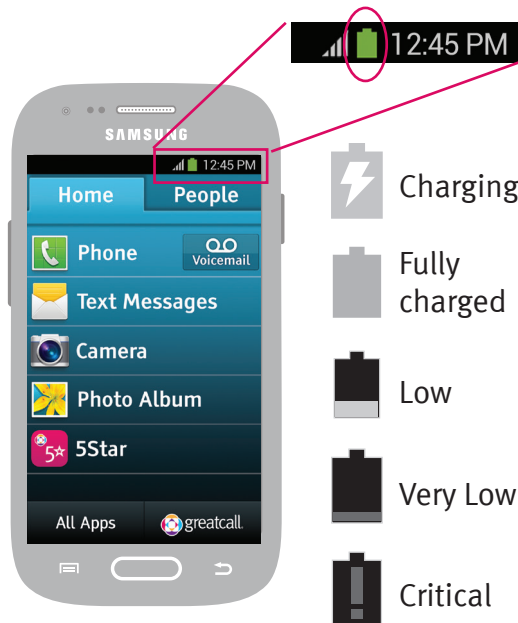 12:45 PM
SAMSUNG
12:45 PM
Home People
Phone
Voicemail
Text Messages
Camera
Photo Album
5★ 5Star
All Apps greatcall.
Charging
Fully
charged
Low
Very Low
Critical